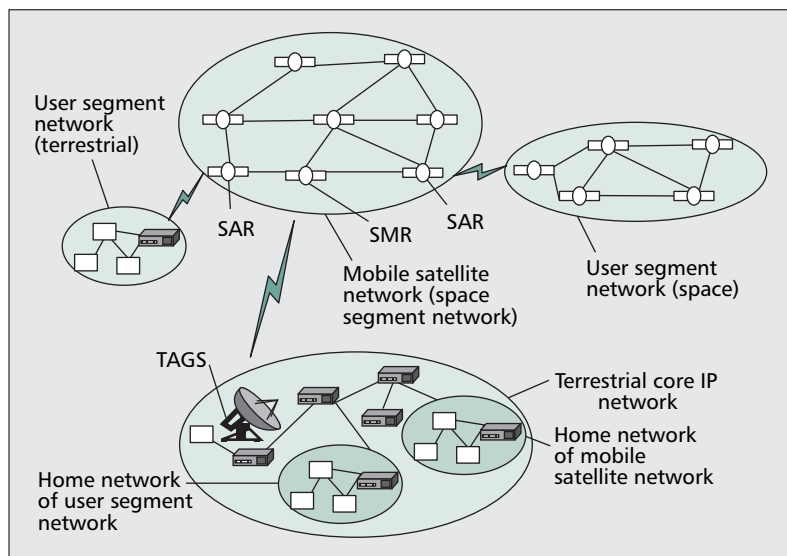 User segment
network
(terrestrial)
SAR
SMR
SAR
Mobile satellite
network (space
segment network)
User segment
network (space)
TAGS
Terrestrial core IP
network
Home network
of mobile
satellite network
Home network
of user segment
network